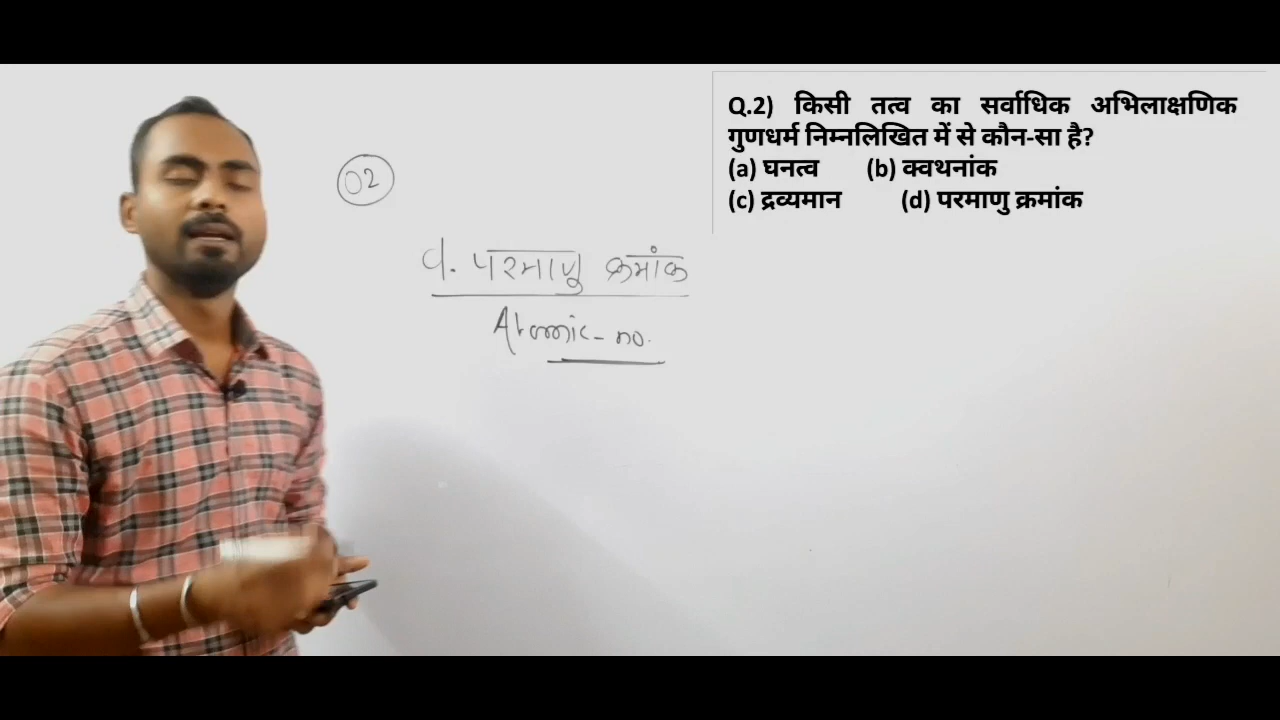 Q.2) किसी तत्व का सर्वाधिक अभिलाक्षणिक
गुणधर्म निम्नलिखित में से कौन-सा है?
(a) घनत्व (b) क्वथनांक
(c) द्रव्यमान (d) परमाणु क्रमांक
02
d. परमाणु क्रमांक
Atomic-no.